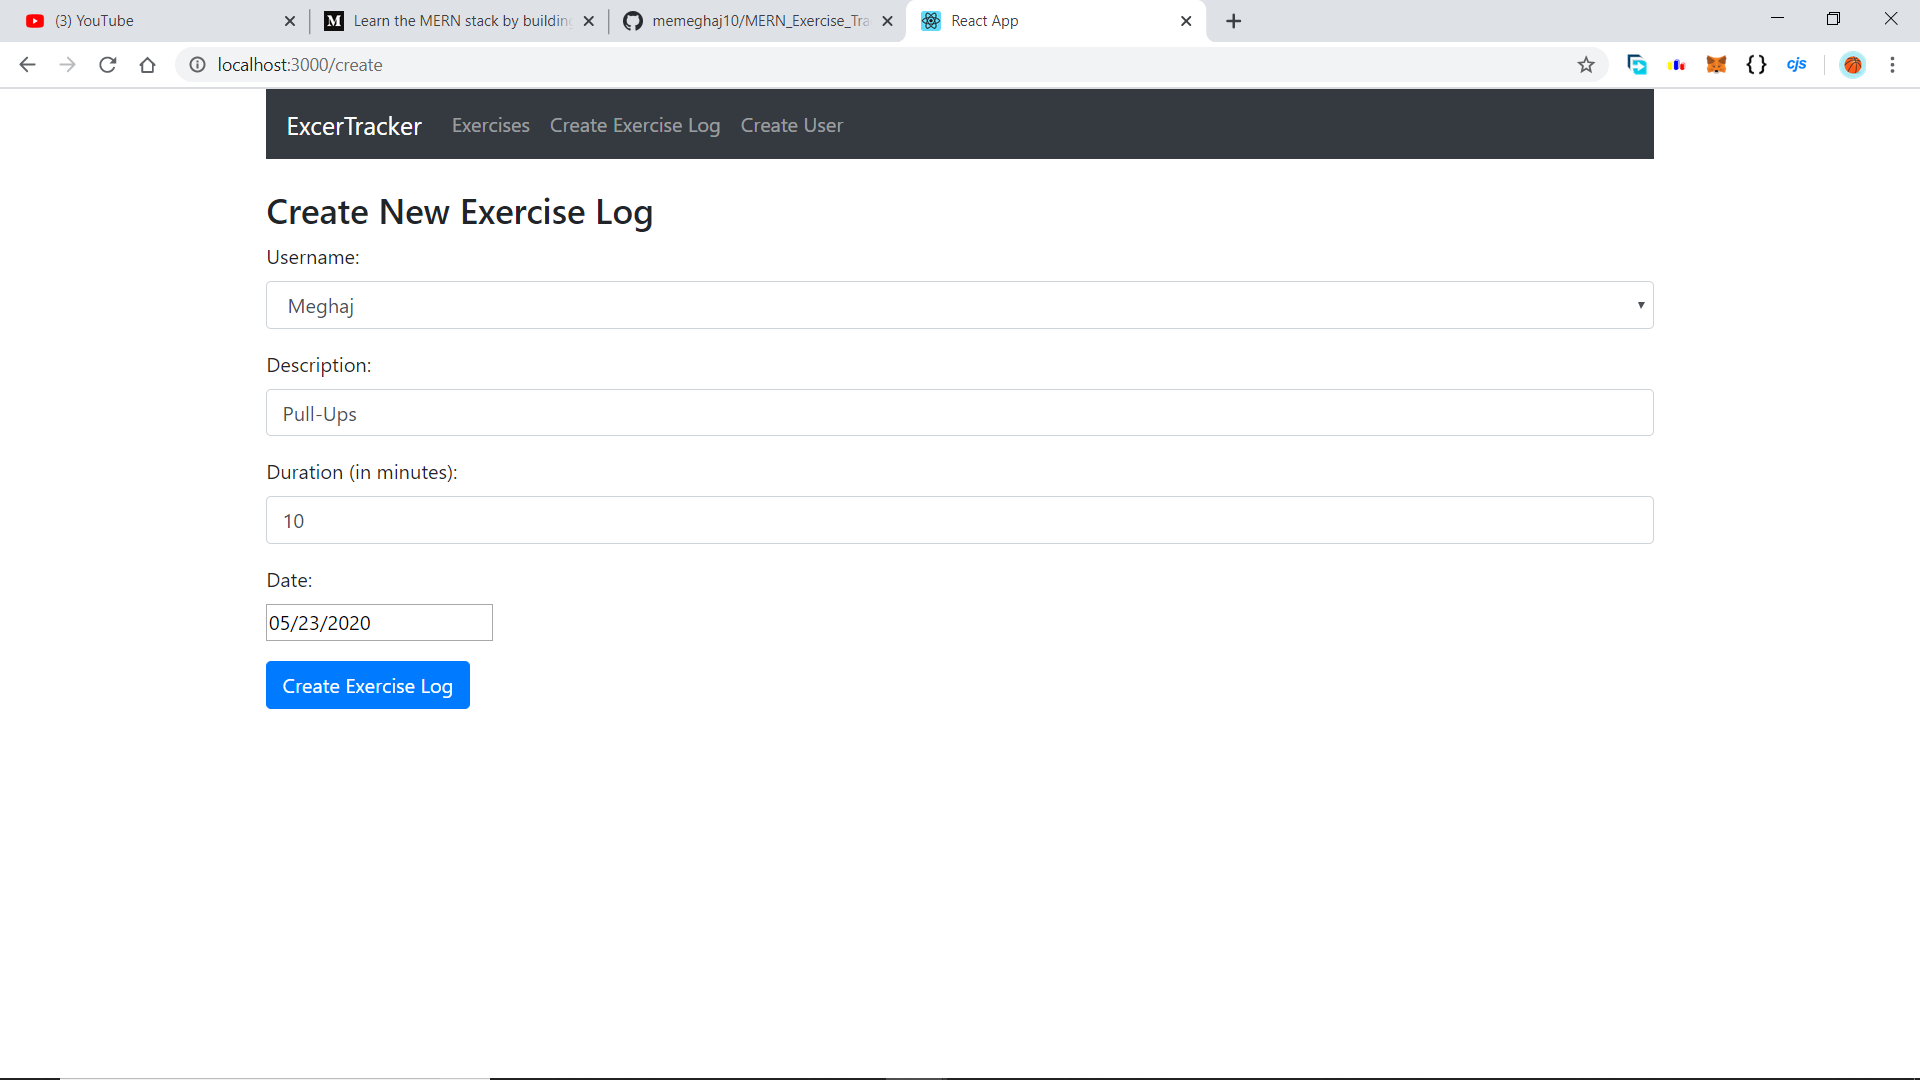 (3) YouTube
M
Learn the MERN stack by building
memeghaj10/MERN_Exercise_Tra
React App
localhost:3000/create
{}
cjs
ExcerTracker Exercises Create Exercise Log Create User
Create New Exercise Log
Username:
Meghaj
Description:
Pull-Ups
Duration (in minutes):
10
Date:
05/23/2020
Create Exercise Log